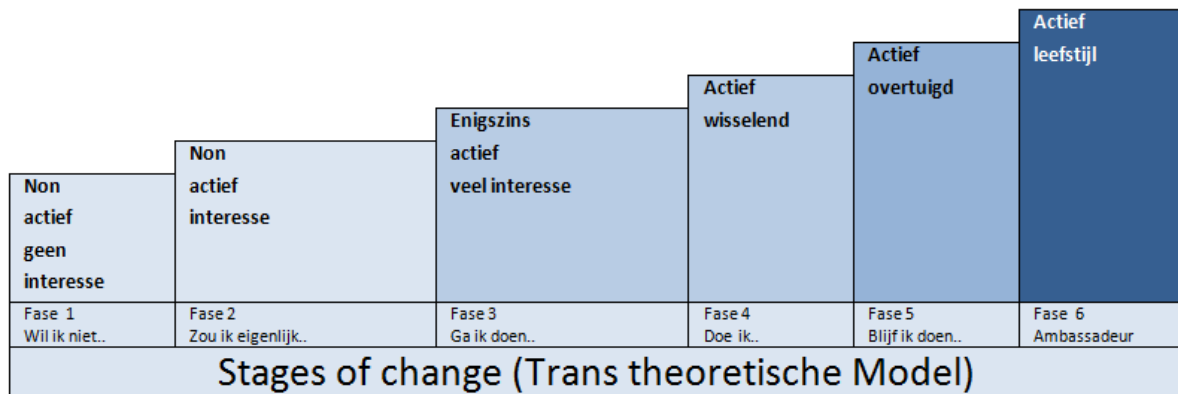 Non
actief
geen
interesse
Non
actief
interesse
Enigszins
actief
veel interesse
Actief
wisselend
Actief
overtuigd
Actief
leefstijl
Fase 1
Wil ik niet..
Fase 2
Zou ik eigenlijk..
Fase 3
Ga ik doen..
Fase 4
Doe ik..
Fase 5
Blijf ik doen..
Fase 6
Ambassadeur
Stages of change (Trans theoretische Model)